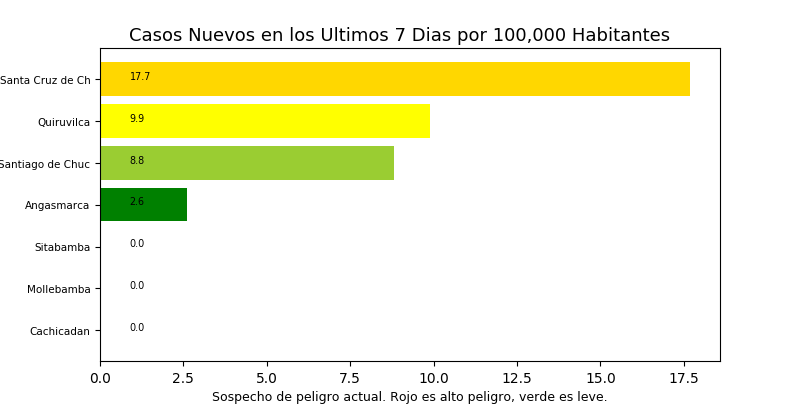 Casos Nuevos en los Ultimos 7 Dias por 100,000 Habitantes
Santa Cruz de Ch 17.7
Quiruvilca 9.9
Santiago de Chuc 8.8
Angasmarca 2.6
Sitabamba 0.0
Mollebamba 0.0
Cachicadan 0.0
0.0 2.5 5.0 7.5 10.0 12.5 15.0 17.5
Sospecho de peligro actual. Rojo es alto peligro, verde es leve.